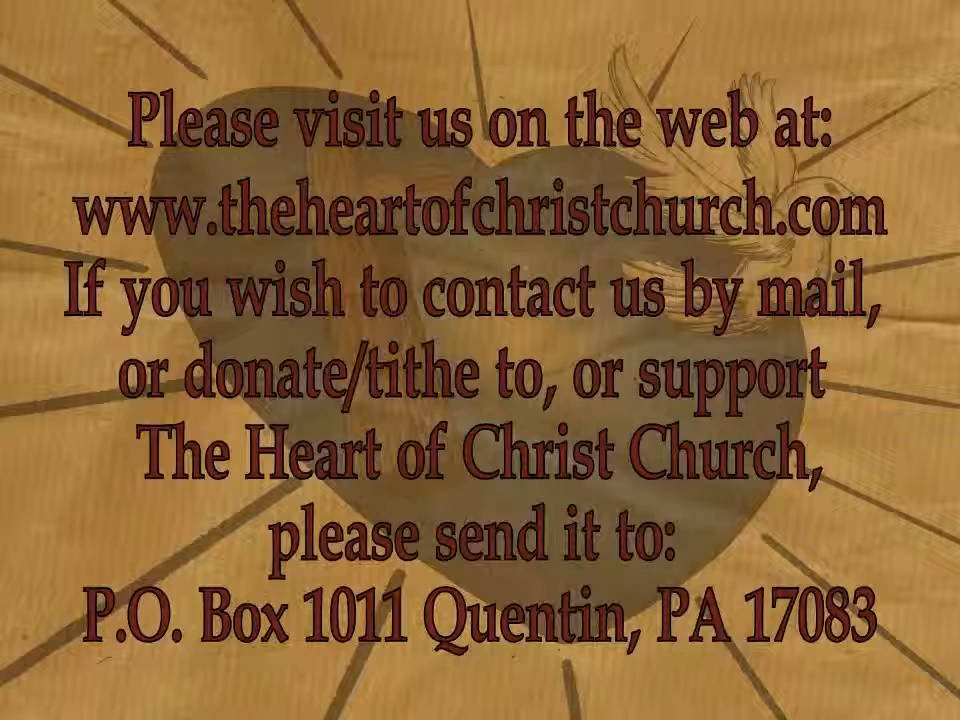 Please visit us on the web at:
www.theheartofchristchurch.com
If you wish to contact us by mail,
or donate/tithe to, or support
The Heart of Christ Church,
please send it to:
P.O. Box 1011 Quentin, PA 17083